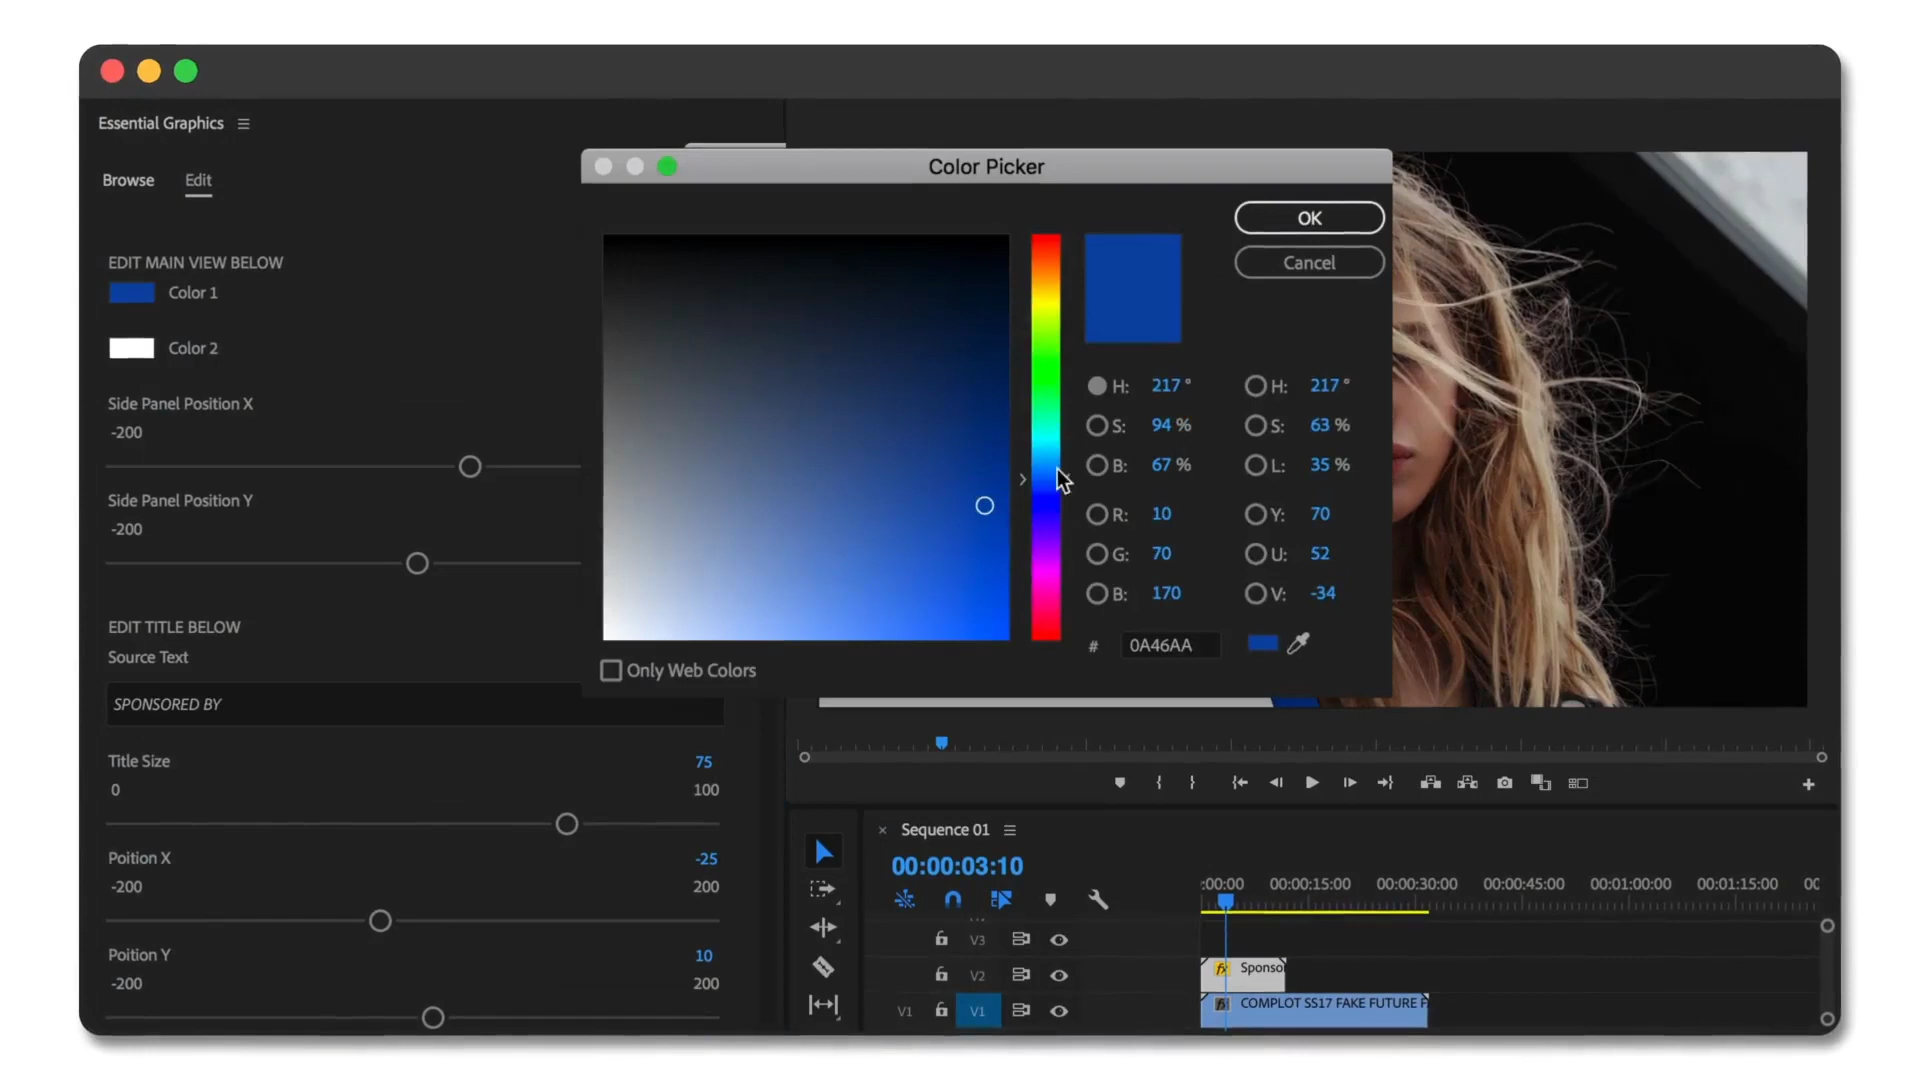 Essential Graphics
Browse
Edit
EDIT MAIN VIEW BELOW
Color 1
Color 2
Side Panel Position X
-200
Side Panel Position Y
-200
EDIT TITLE BELOW
Source Text
SPONSORED BY
Title Size
75
0
100
Poition X
-25
-200
200
Poition Y
10
-200
200
Color Picker
OK
Cancel
H: 217 °
H: 217 °
S: 94 %
S: 63 %
B: 67 %
L: 35 %
R: 10
Y: 70
G: 70
U: 52
B: 170
V: -34
# 0A46AA
Only Web Colors
Sequence 01
00:00:03:10
:00:00
00:00:15:00
00:00:30:00
00:00:45:00
00:01:00:00
00:01:15:00
00
V3
V2
fx Sponso
V1
V1
fx COMPLOT SS17 FAKE FUTURE F